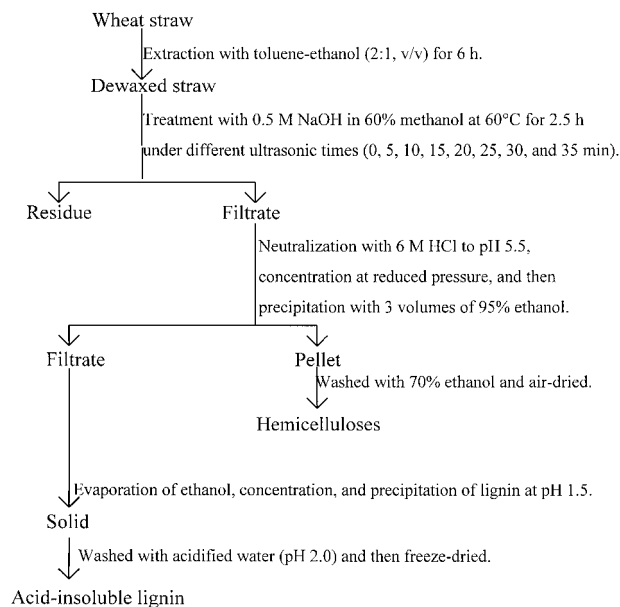 Wheat straw
Extraction with toluene-ethanol (2:1, v/v) for 6 h.
Dewaxed straw
Treatment with 0.5 M NaOH in 60% methanol at 60°C for 2.5 h
under different ultrasonic times (0, 5, 10, 15, 20, 25, 30, and 35 min).
Residue
Filtrate
Neutralization with 6 M HCl to pH 5.5,
concentration at reduced pressure, and then
precipitation with 3 volumes of 95% ethanol.
Filtrate
Pellet
Washed with 70% ethanol and air-dried.
Hemicelluloses
Evaporation of ethanol, concentration, and precipitation of lignin at pH 1.5.
Solid
Washed with acidified water (pH 2.0) and then freeze-dried.
Acid-insoluble lignin